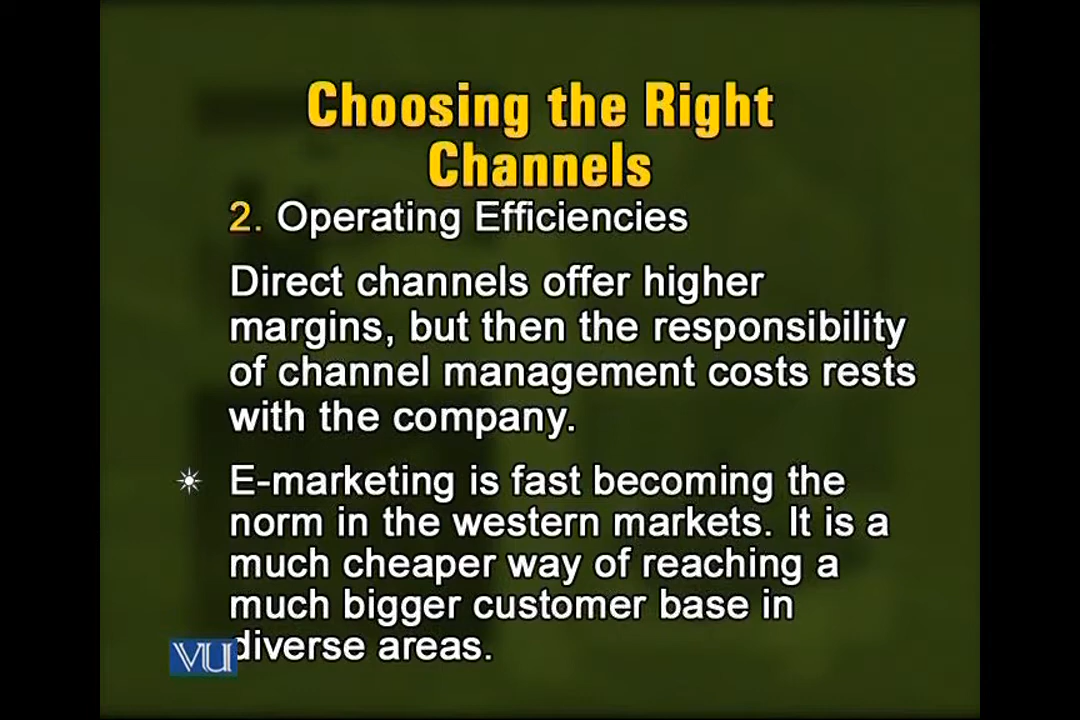 Choosing the Right
Channels
2. Operating Efficiencies
Direct channels offer higher
margins, but then the responsibility
of channel management costs rests
with the company.
E-marketing is fast becoming the
norm in the western markets. It is a
much cheaper way of reaching a
much bigger customer base in
diverse areas.
VU